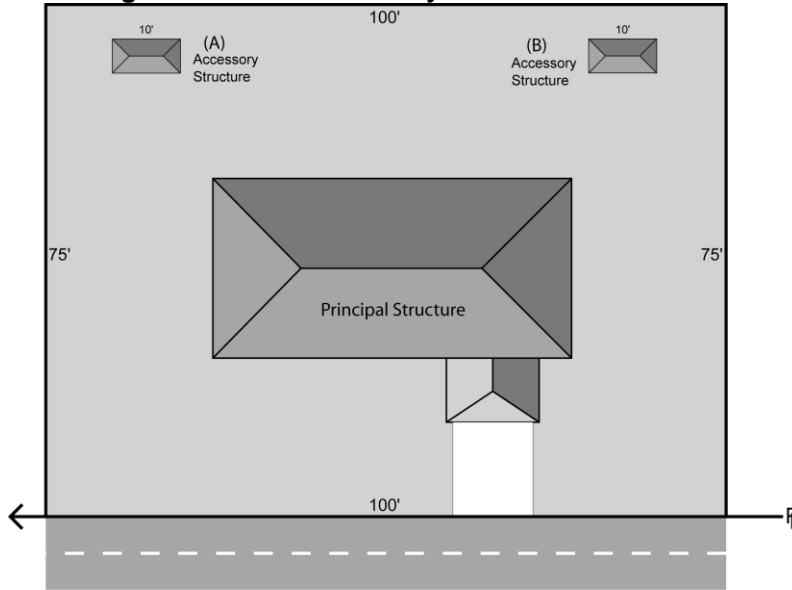 100'
10'
(A)
Accessory
Structure
10'
(B)
Accessory
Structure
75'
75'
Principal Structure
100'